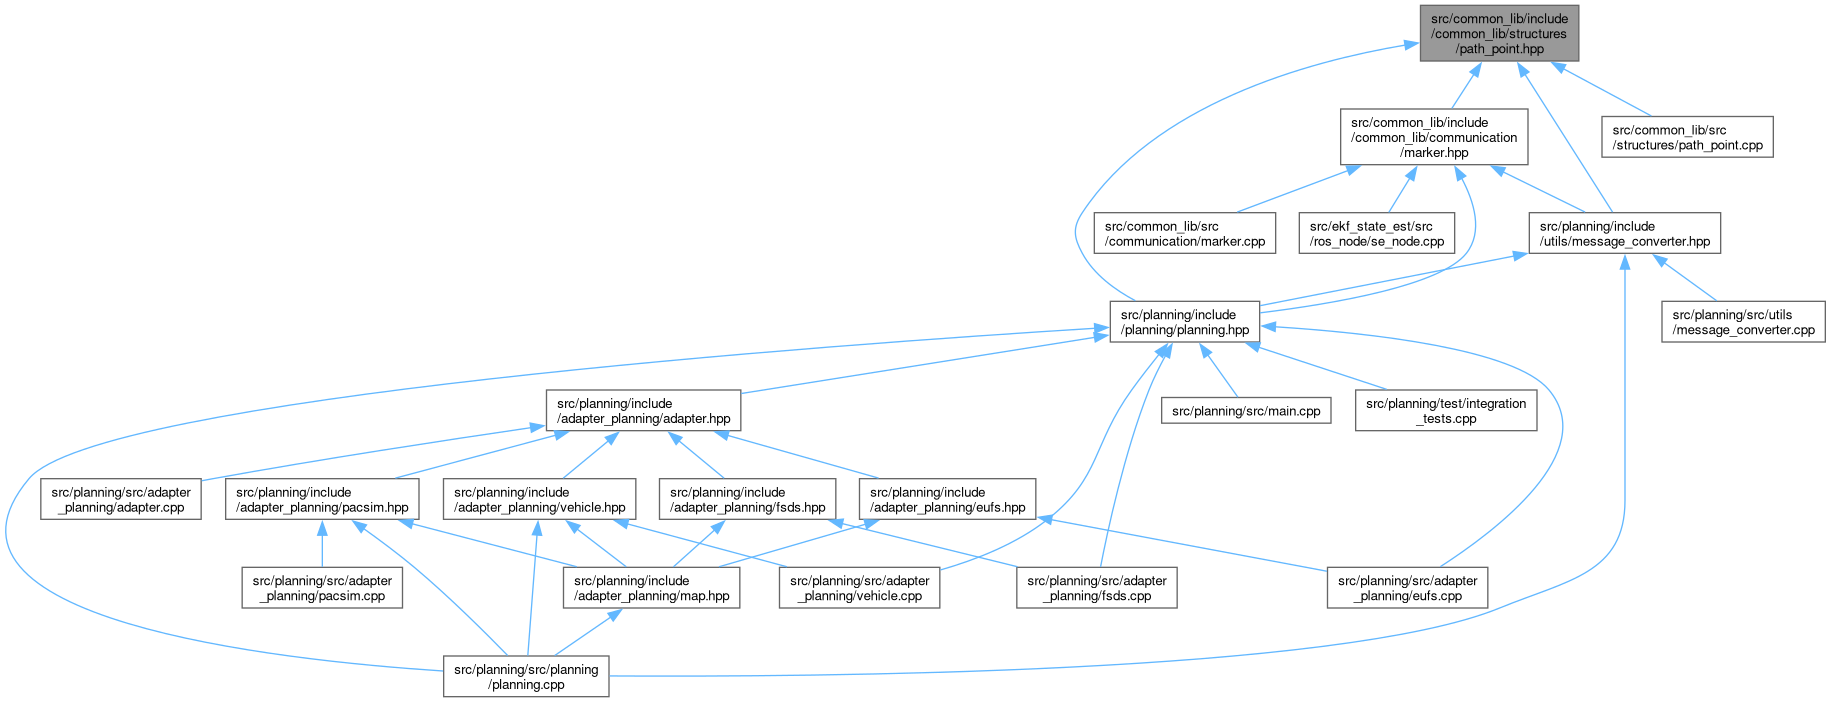 src/common_lib/include
/common_lib/structures
/path_point.hpp
src/common_lib/include
/common_lib/communication
/marker.hpp
src/common_lib/src
/structures/path_point.cpp
src/common_lib/src
/communication/marker.cpp
src/ekf_state_est/src
/ros_node/se_node.cpp
src/planning/include
/utils/message_converter.hpp
src/planning/include
/planning/planning.hpp
src/planning/src/utils
/message_converter.cpp
src/planning/include
/adapter_planning/adapter.hpp
src/planning/src/main.cpp
src/planning/test/integration
_tests.cpp
src/planning/src/adapter
_planning/adapter.cpp
src/planning/include
/adapter_planning/pacsim.hpp
src/planning/include
/adapter_planning/vehicle.hpp
src/planning/include
/adapter_planning/fsds.hpp
src/planning/include
/adapter_planning/eufs.hpp
src/planning/src/adapter
_planning/pacsim.cpp
src/planning/include
/adapter_planning/map.hpp
src/planning/src/adapter
_planning/vehicle.cpp
src/planning/src/adapter
_planning/fsds.cpp
src/planning/src/adapter
_planning/eufs.cpp
src/planning/src/planning
/planning.cpp